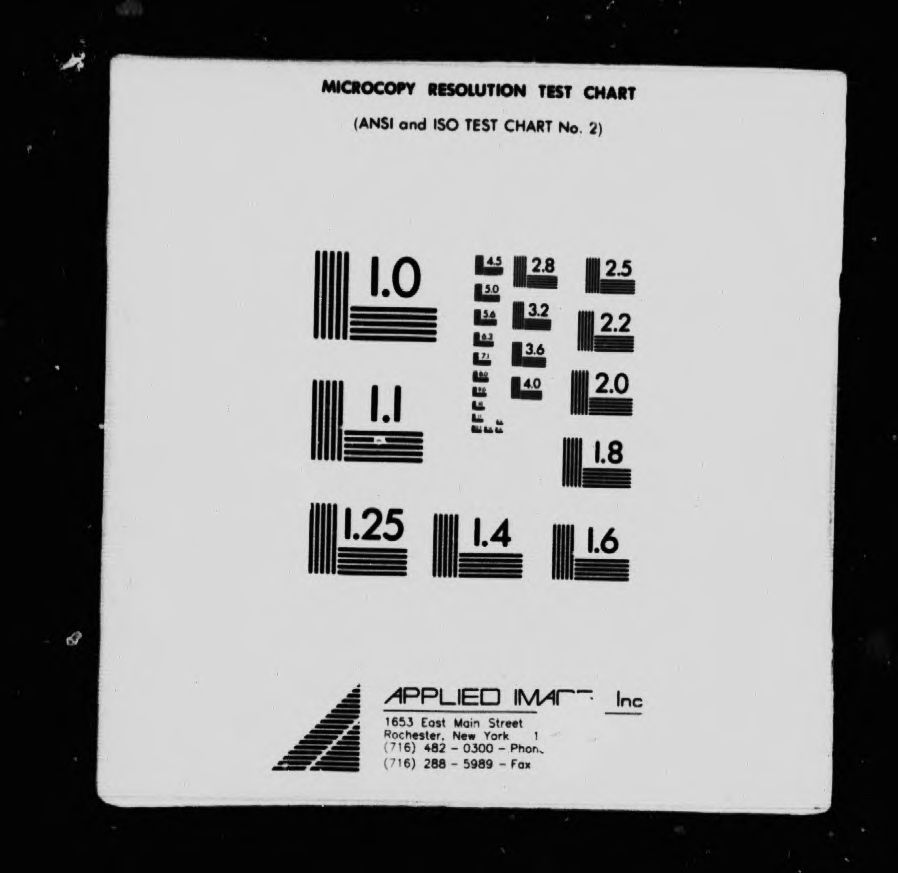 MICROCOPY RESOLUTION TEST CHART
(ANSI and ISO TEST CHART No. 2)
1.0
1.1
1.25
1.4
1.6
1.8
2.0
2.2
2.5
2.8
3.2
3.6
4.0
4.5
5.0
5.6
6.3
7.1
8.0
9.0
APPLIED Inc
1653 East Main Street
Rochester, New York
(716) 482 - 0300 - Phon
(716) 288 - 5989 - Fax